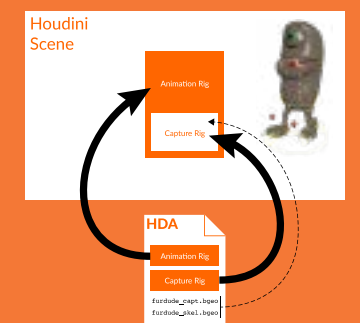 Houdini
Scene
Animation Rig
Capture Rig
HDA
Animation Rig
Capture Rig
furdude_capt.bgeo
furdude_skel.bgeo